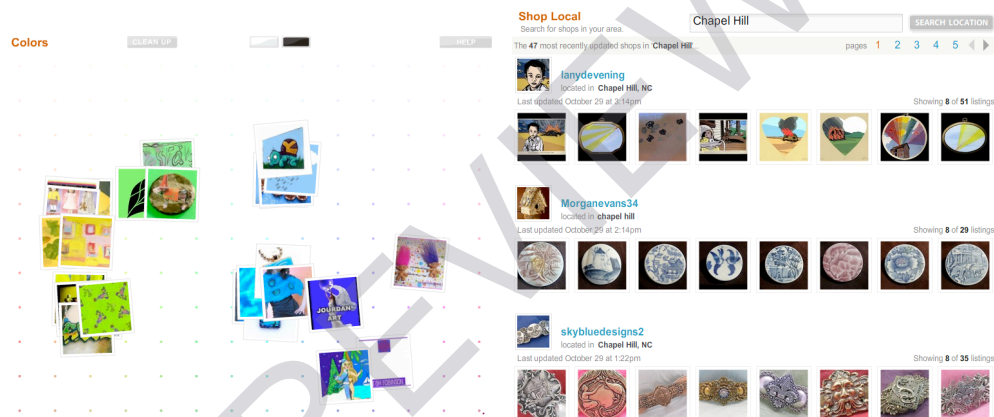 Colors
CLEAN UP
HELP
JOURDAN
ART
Shop Local
Search for shops in your area.
Chapel Hill
SEARCH LOCATION
The 47 most recently updated shops in 'Chapel Hill'
pages 1 2 3 4 5
lanydevening
located in Chapel Hill, NC
Last updated October 29 at 3:14pm
Showing 8 of 51 listings
Morganevans34
located in chapel hill
Last updated October 29 at 2:14pm
Showing 8 of 29 listings
skybluedesigns2
located in Chapel Hill, NC
Last updated October 29 at 1:22pm
Showing 8 of 35 listings
PREVIEW